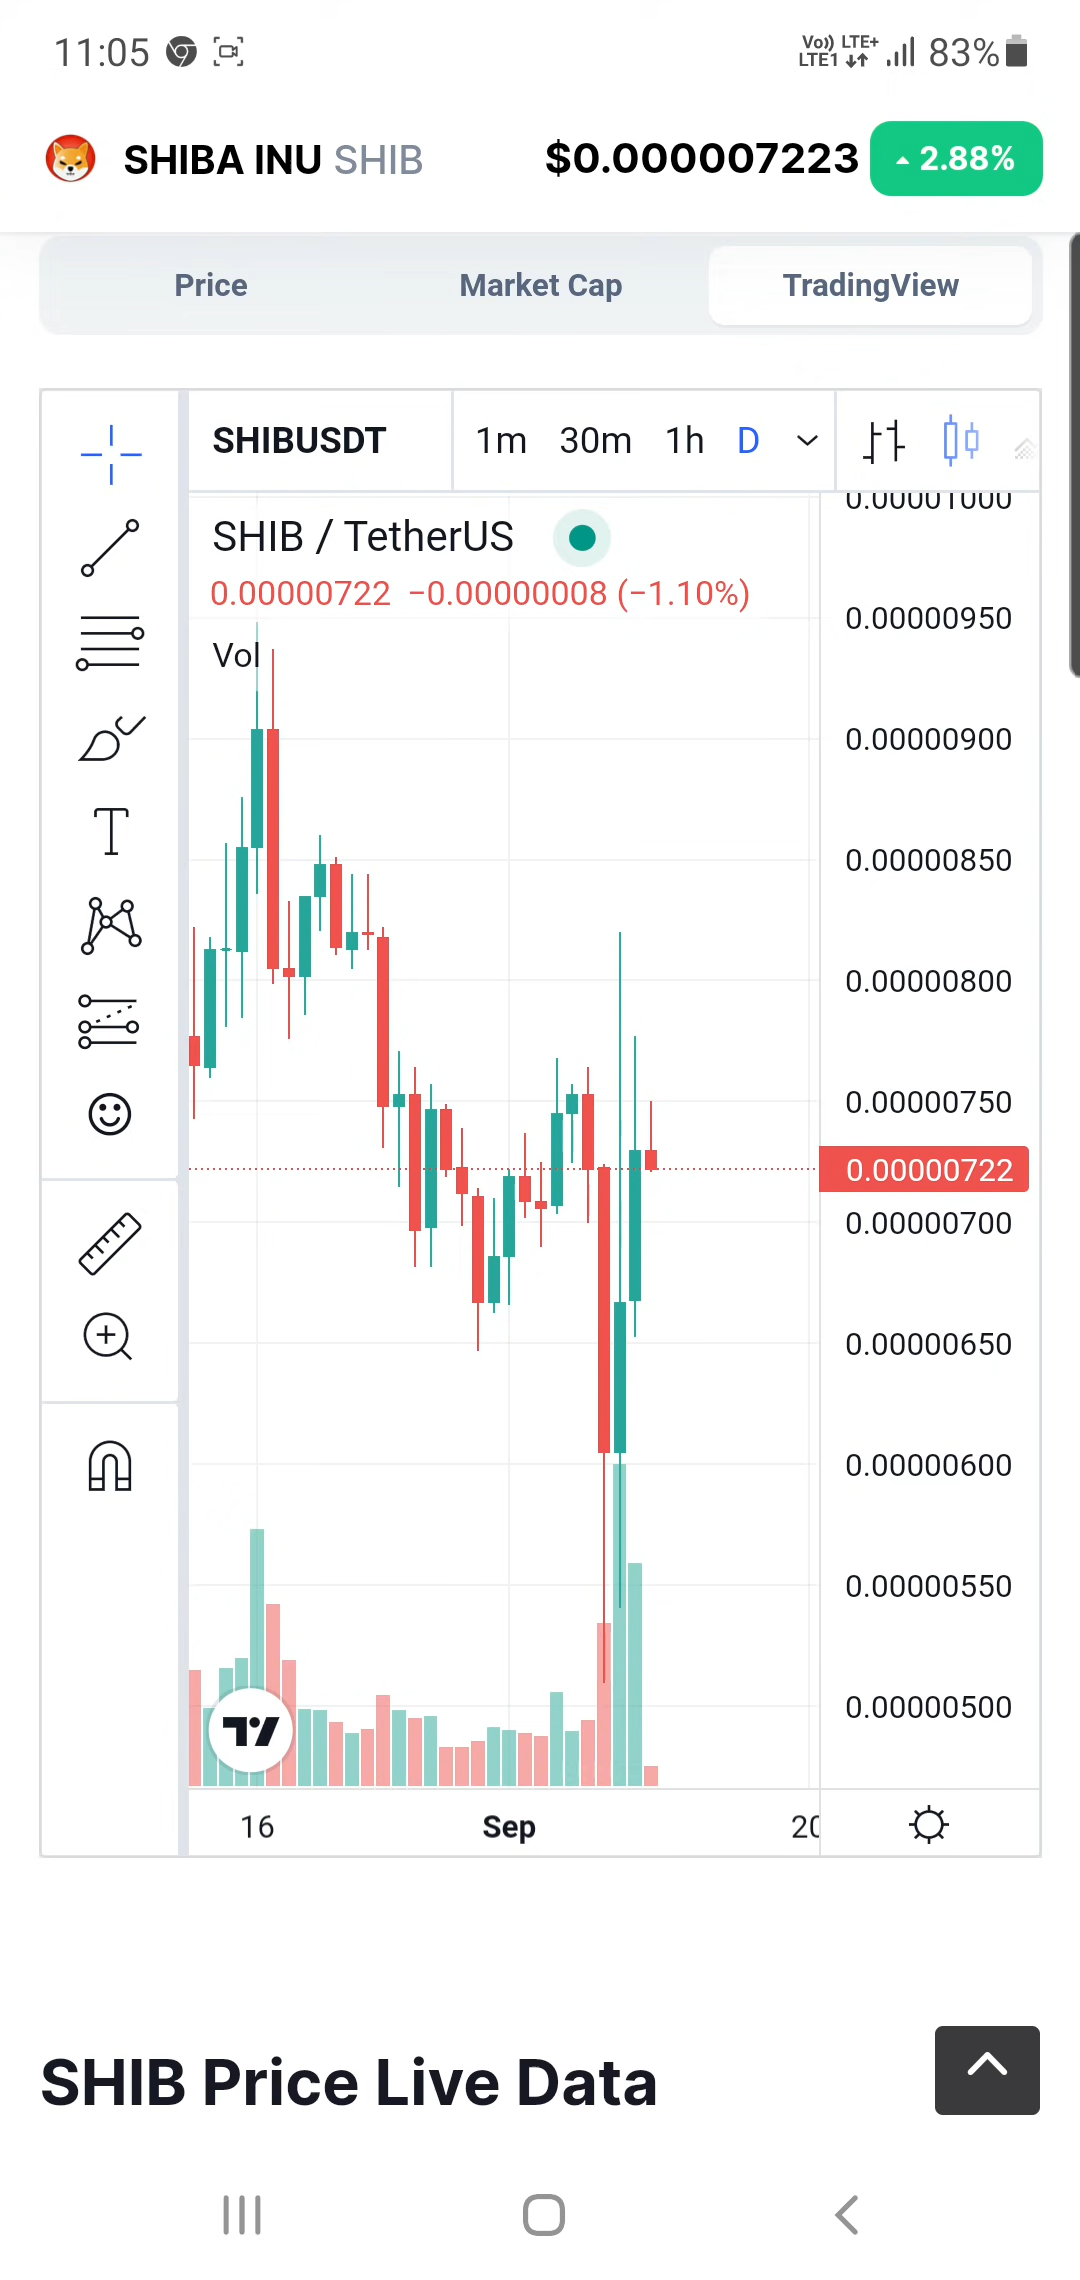 11:05 Vo)) LTE+ LTE1 83%
SHIBA INU SHIB $0.000007223 2.88%
Price Market Cap TradingView
SHIBUSDT 1m 30m 1h D
0.00001000
SHIB / TetherUS
0.00000722 −0.00000008 (−1.10%)
0.00000950
Vol
0.00000900
0.00000850
0.00000800
0.00000750
0.00000722
0.00000700
0.00000650
0.00000600
0.00000550
0.00000500
16 Sep 20
SHIB Price Live Data